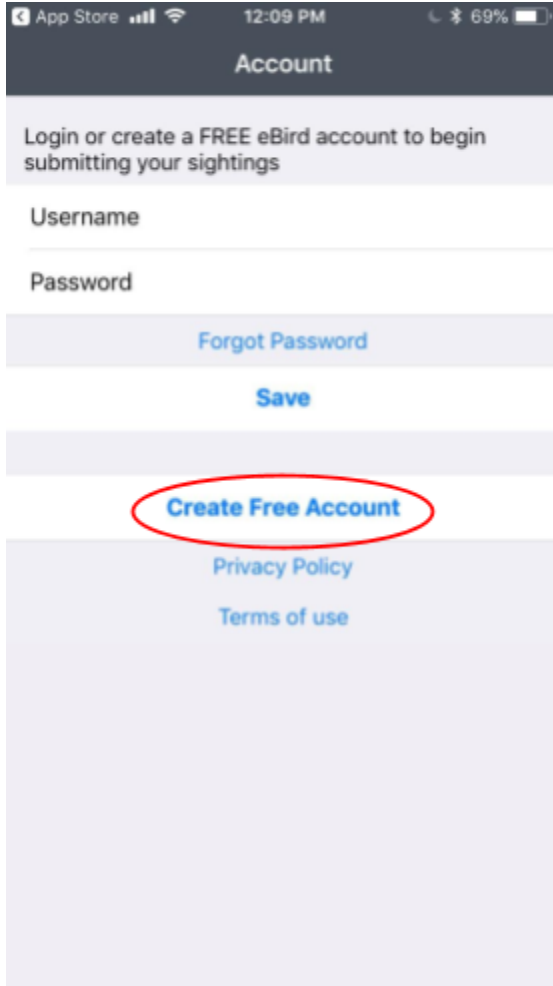 App Store 12:09 PM 69%
Account
Login or create a FREE eBird account to begin
submitting your sightings
Username
Password
Forgot Password
Save
Create Free Account
Privacy Policy
Terms of use